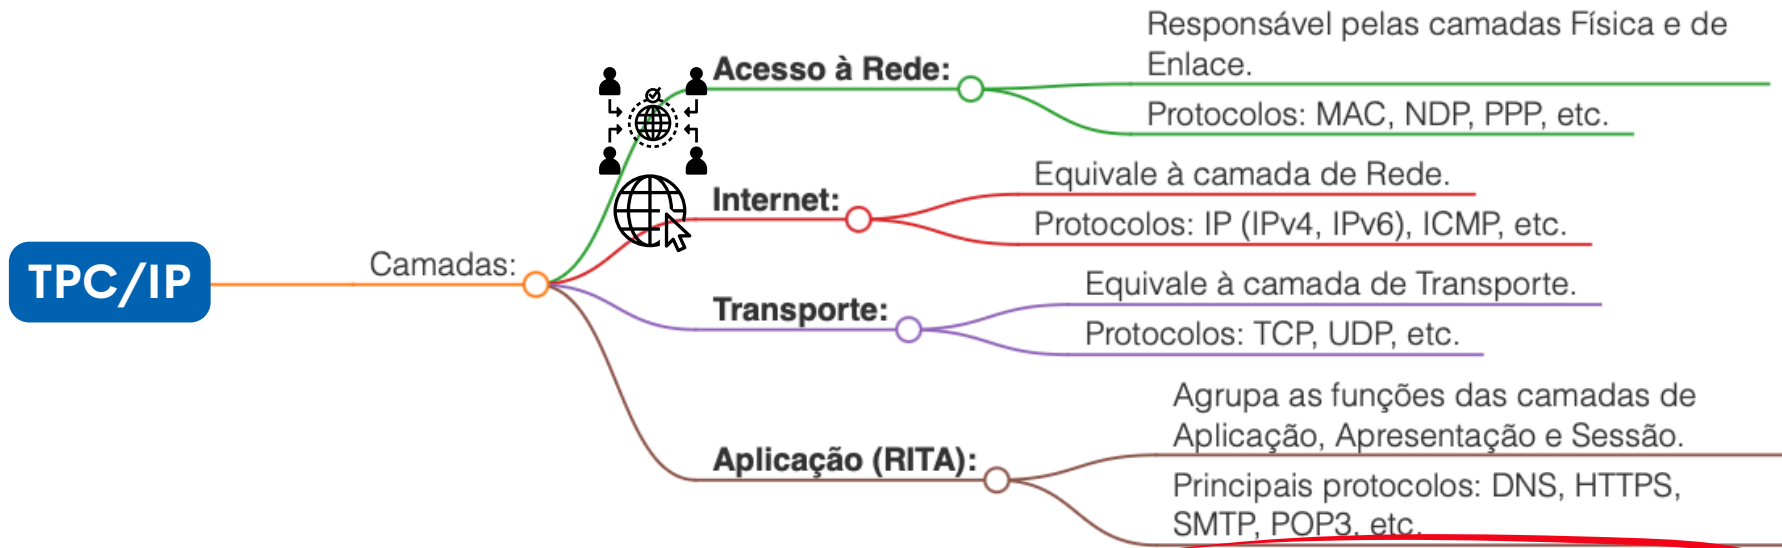 TPC/IP
Camadas:
Acesso à Rede:
Responsável pelas camadas Física e de
Enlace.
Protocolos: MAC, NDP, PPP, etc.
Internet:
Equivale à camada de Rede.
Protocolos: IP (IPv4, IPv6), ICMP, etc.
Transporte:
Equivale à camada de Transporte.
Protocolos: TCP, UDP, etc.
Aplicação (RITA):
Agrupa as funções das camadas de
Aplicação, Apresentação e Sessão.
Principais protocolos: DNS, HTTPS,
SMTP, POP3, etc.